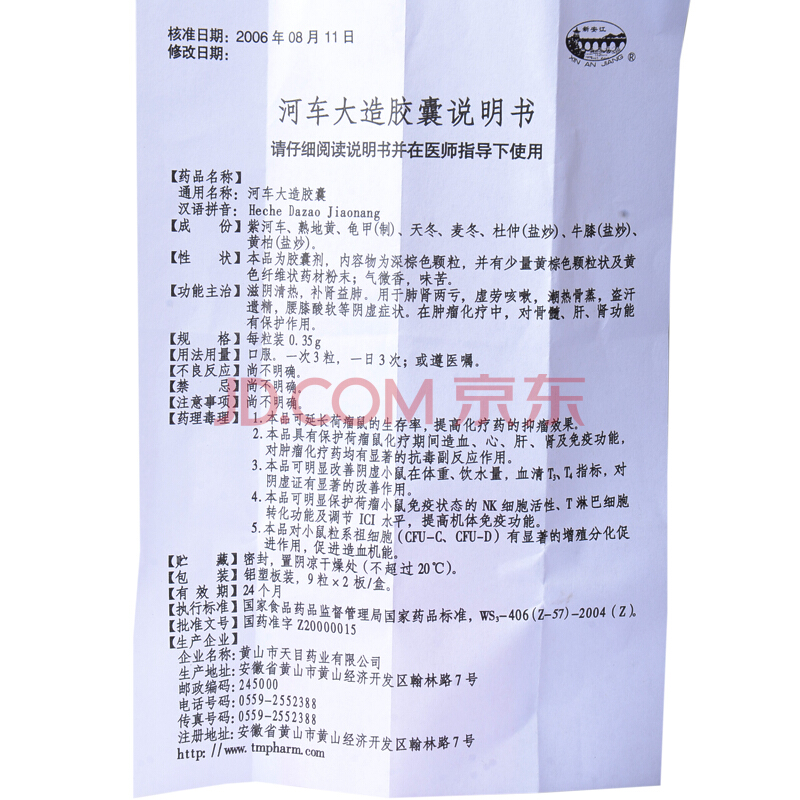 核准日期：2006 年 08 月 11 日
修改日期：
新安江
XIN AN JIANG ®
河车大造胶囊说明书
请仔细阅读说明书并在医师指导下使用
【药品名称】
通用名称：河车大造胶囊
汉语拼音：Heche Dazao Jiaonang
【成　份】紫河车、熟地黄、龟甲(制)、天冬、麦冬、杜仲(盐炒)、牛膝(盐炒)、
黄柏(盐炒)。
【性　状】本品为胶囊剂，内容物为深棕色颗粒，并有少量黄棕色颗粒状及黄
色纤维状药材粉末；气微香，味苦。
【功能主治】滋阴清热，补肾益肺。用于肺肾两亏，虚劳咳嗽，潮热骨蒸，盗汗
遗精，腰膝酸软等阴虚症状。在肿瘤化疗中，对骨髓、肝、肾功能
有保护作用。
【规　格】每粒装 0.35g
【用法用量】口服。一次 3 粒，一日 3 次；或遵医嘱。
【不良反应】尚不明确。
【禁　忌】尚不明确。
【注意事项】尚不明确。
JD.COM 京东
【药理毒理】1. 本品可延长荷瘤鼠的生存率，提高化疗药的抑瘤效果。
2. 本品具有保护荷瘤鼠化疗期间造血、心、肝、肾及免疫功能，
对肿瘤化疗药均有显著的抗毒副反应作用。
3. 本品可明显改善阴虚小鼠在体重、饮水量，血清 T₃、T₄ 指标，对
阴虚证有显著的改善作用。
4. 本品可明显保护荷瘤小鼠免疫状态的 NK 细胞活性、T 淋巴细胞
转化功能及调节 ICI 水平，提高机体免疫功能。
5. 本品对小鼠粒系祖细胞（CFU-C、CFU-D）有显著的增殖分化促
进作用，促进造血机能。
【贮　藏】密封，置阴凉干燥处（不超过 20℃）。
【包　装】铝塑板装，9 粒×2 板/盒。
【有 效 期】24 个月
【执行标准】国家食品药品监督管理局国家药品标准，WS₃-406(Z-57)-2004（Z）。
【批准文号】国药准字 Z20000015
【生产企业】
企业名称：黄山市天目药业有限公司
生产地址：安徽省黄山市黄山经济开发区翰林路 7 号
邮政编码：245000
电话号码：0559-2552388
传真号码：0559-2552388
注册地址：安徽省黄山市黄山经济开发区翰林路 7 号
http://www.tmpharm.com